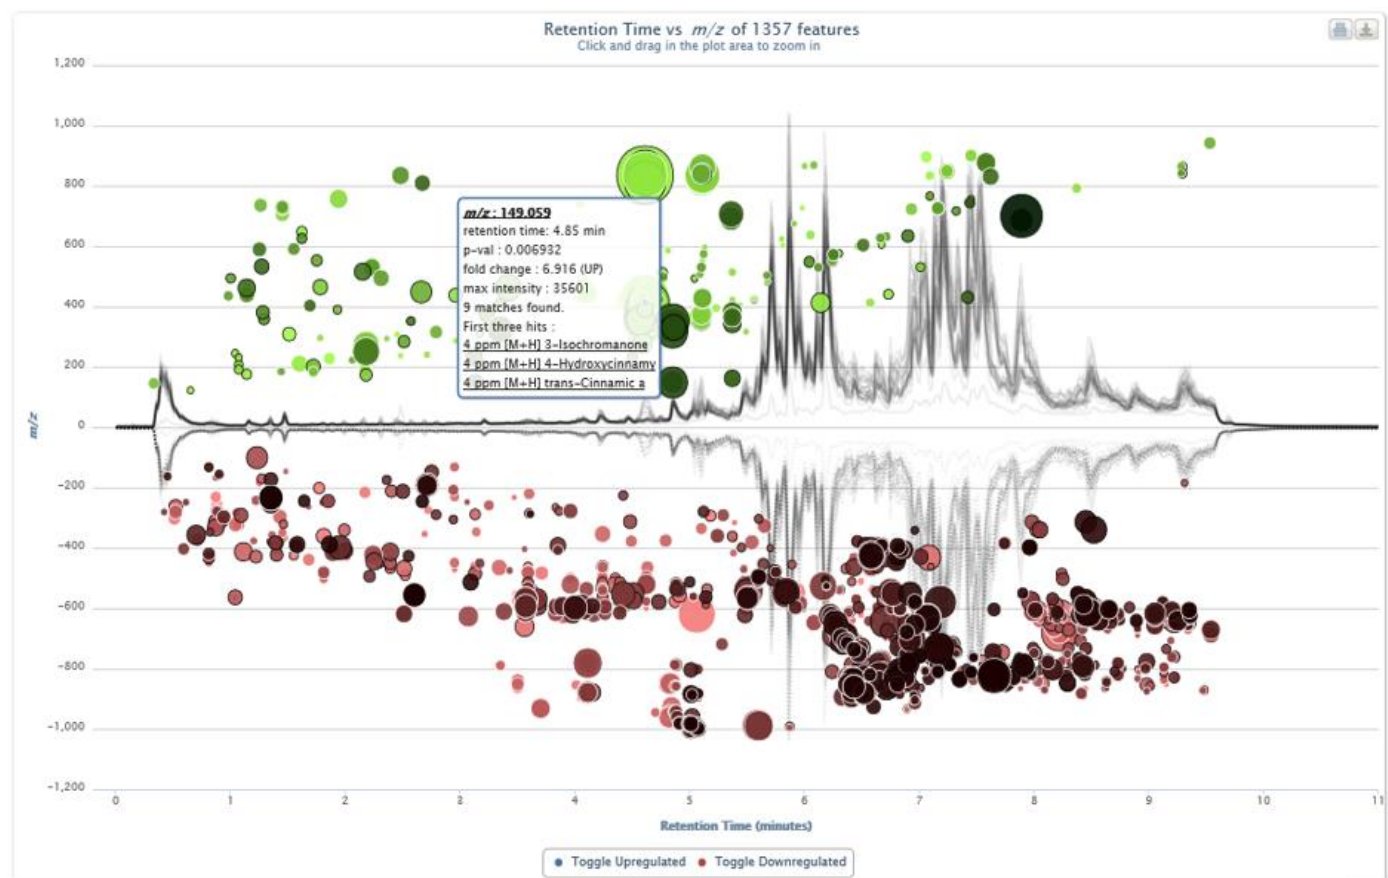 Retention Time vs m/z of 1357 features
Click and drag in the plot area to zoom in
1,200
1,000
800
600
400
200
0
-200
-400
-600
-800
-1,000
-1,200
m/z
m/z : 149.059
retention time: 4.85 min
p-val : 0.006932
fold change : 6.916 (UP)
max intensity : 35601
9 matches found.
First three hits :
4 ppm [M+H] 3-Isochromanone
4 ppm [M+H] 4-Hydroxycinnamy
4 ppm [M+H] trans-Cinnamic a
0 1 2 3 4 5 6 7 8 9 10 11
Retention Time (minutes)
Toggle Upregulated Toggle Downregulated